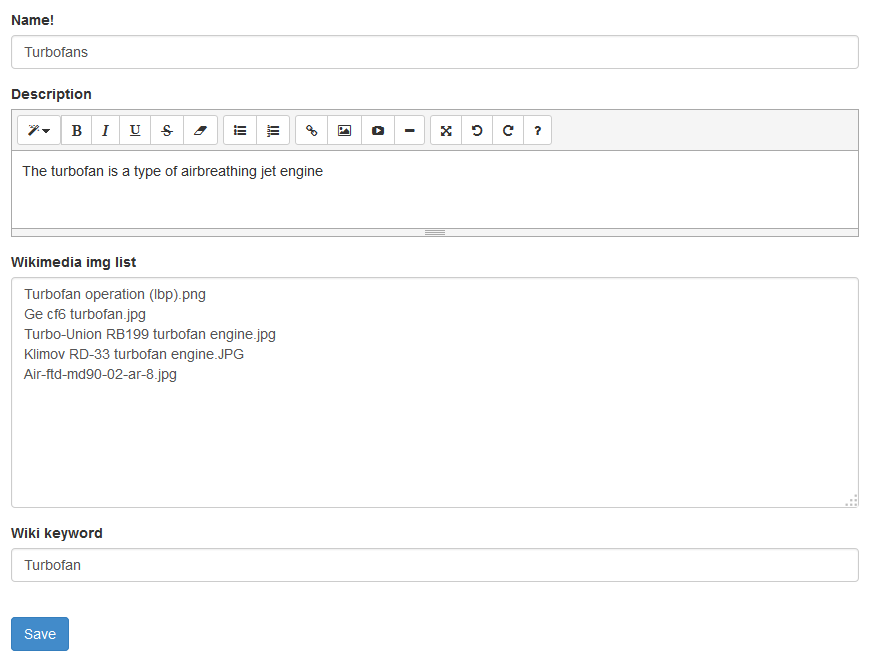 Name!
Turbofans
Description
B I U S ?
The turbofan is a type of airbreathing jet engine
Wikimedia img list
Turbofan operation (lbp).png
Ge cf6 turbofan.jpg
Turbo-Union RB199 turbofan engine.jpg
Klimov RD-33 turbofan engine.JPG
Air-ftd-md90-02-ar-8.jpg
Wiki keyword
Turbofan
Save